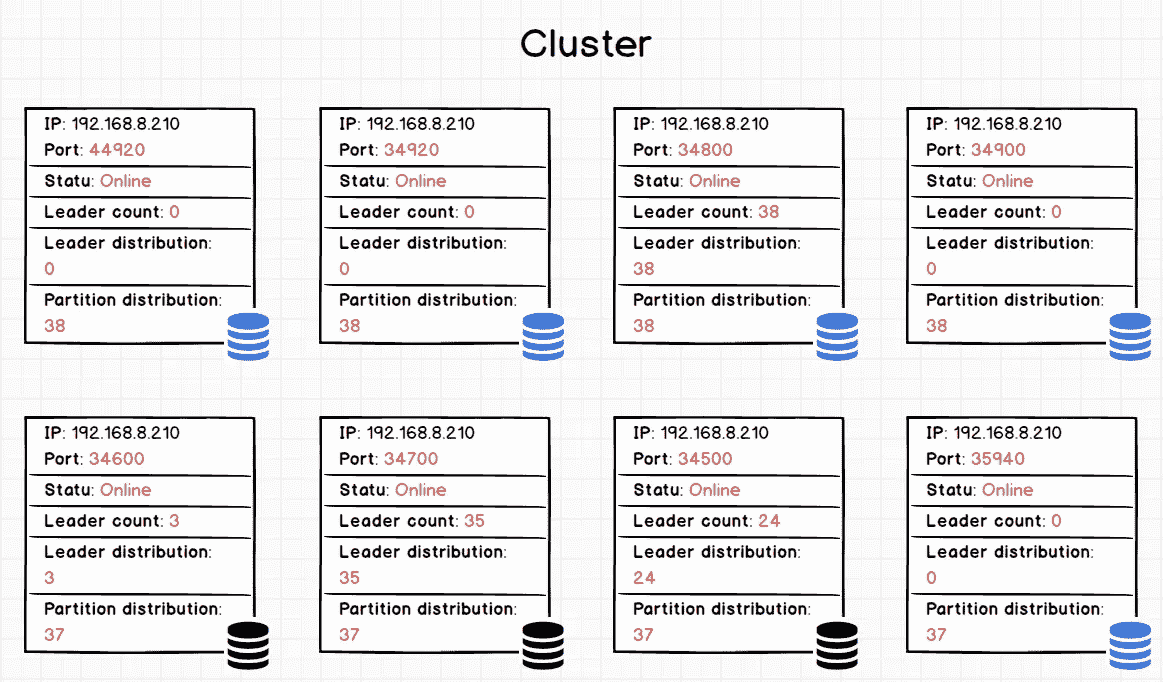 Cluster
IP: 192.168.8.210
Port: 44920
Statu: Online
Leader count: 0
Leader distribution:
0
Partition distribution:
38
IP: 192.168.8.210
Port: 34920
Statu: Online
Leader count: 0
Leader distribution:
0
Partition distribution:
38
IP: 192.168.8.210
Port: 34800
Statu: Online
Leader count: 38
Leader distribution:
38
Partition distribution:
38
IP: 192.168.8.210
Port: 34900
Statu: Online
Leader count: 0
Leader distribution:
0
Partition distribution:
38
IP: 192.168.8.210
Port: 34600
Statu: Online
Leader count: 3
Leader distribution:
3
Partition distribution:
37
IP: 192.168.8.210
Port: 34700
Statu: Online
Leader count: 35
Leader distribution:
35
Partition distribution:
37
IP: 192.168.8.210
Port: 34500
Statu: Online
Leader count: 24
Leader distribution:
24
Partition distribution:
37
IP: 192.168.8.210
Port: 35940
Statu: Online
Leader count: 0
Leader distribution:
0
Partition distribution:
37